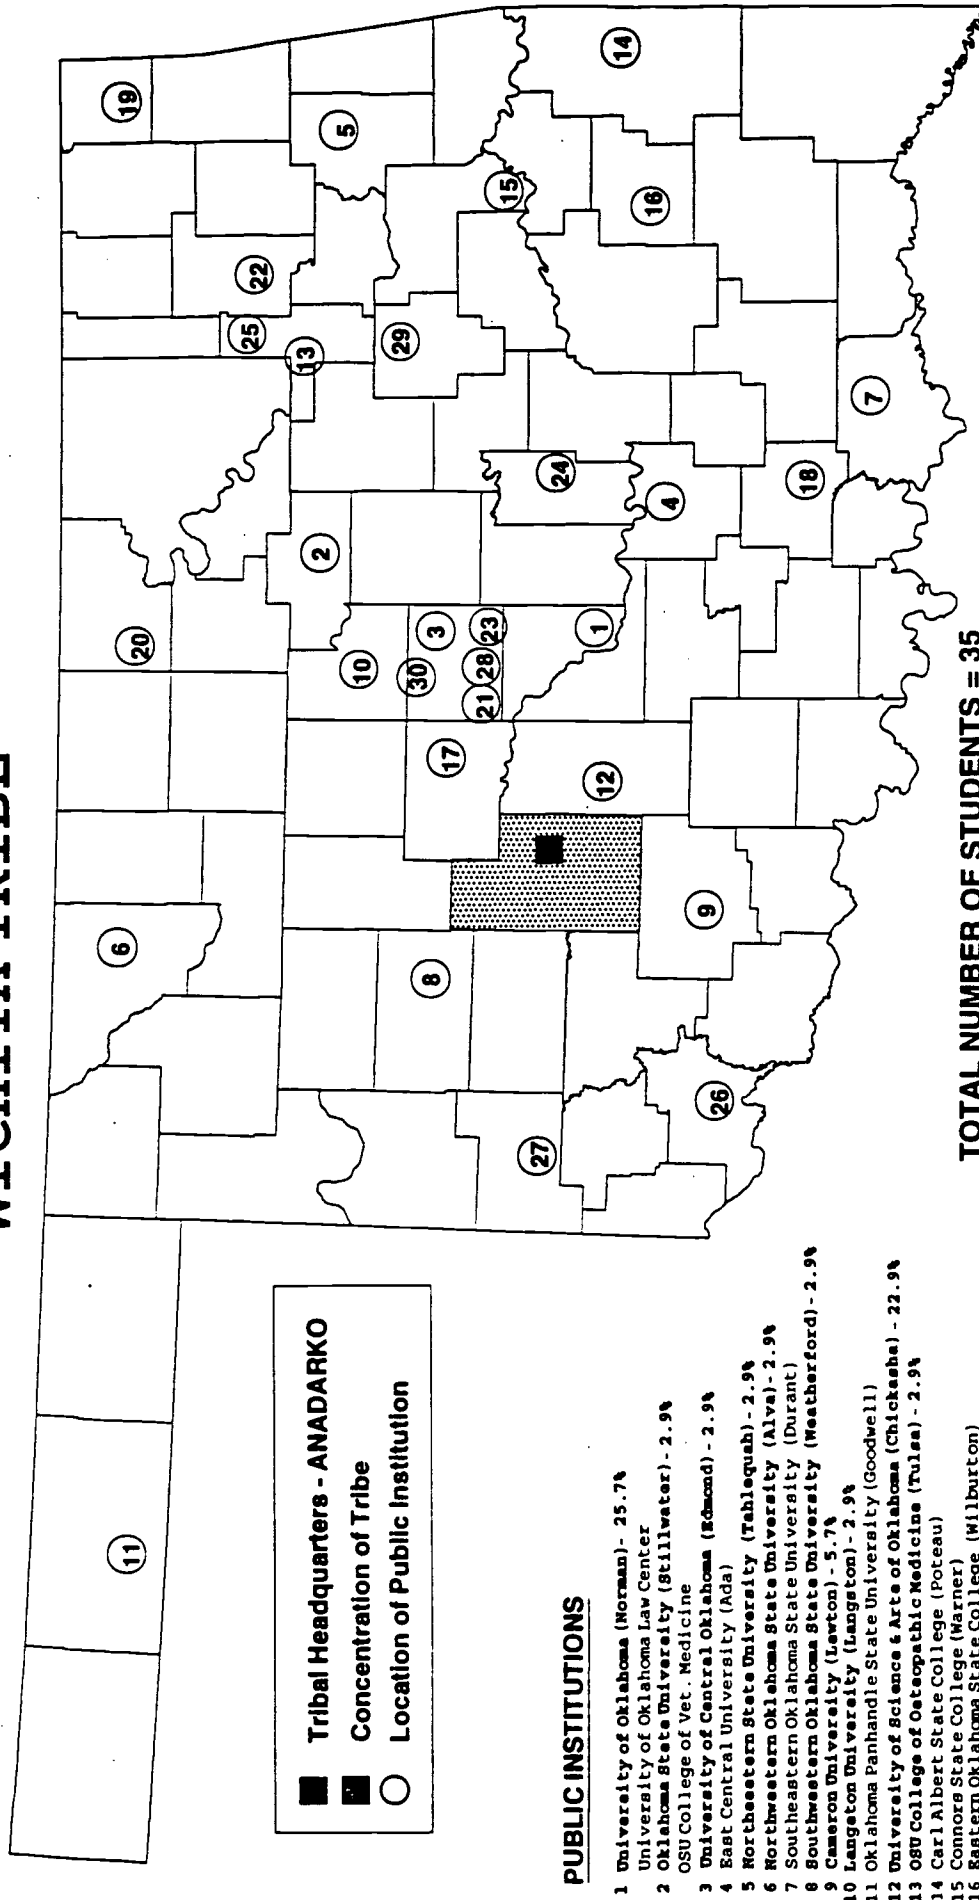 WICHITA TRIBE
Tribal Headquarters - ANADARKO
Concentration of Tribe
Location of Public Institution
PUBLIC INSTITUTIONS
1 University of Oklahoma (Norman) - 25.7%
University of Oklahoma Law Center
2 Oklahoma State University (Stillwater) - 2.9%
OSU College of Vet. Medicine
3 University of Central Oklahoma (Edmond) - 2.9%
4 East Central University (Ada)
5 Northeastern State University (Tahlequah) - 2.9%
6 Northwestern Oklahoma State University (Alva) - 2.9%
7 Southeastern Oklahoma State University (Durant)
8 Southwestern Oklahoma State University (Weatherford) - 2.9%
9 Cameron University (Lawton) - 5.7%
10 Langston University (Langston) - 2.9%
11 Oklahoma Panhandle State University (Goodwell)
12 University of Science & Arts of Oklahoma (Chickasha) - 22.9%
13 OSU College of Osteopathic Medicine (Tulsa) - 2.9%
14 Carl Albert State College (Poteau)
15 Connors State College (Warner)
16 Eastern Oklahoma State College (Wilburton)
TOTAL NUMBER OF STUDENTS = 35
11
6
20
19
22
25
13
5
2
10
8
17
30
3
21
28
23
29
15
14
27
12
1
24
16
26
9
4
18
7